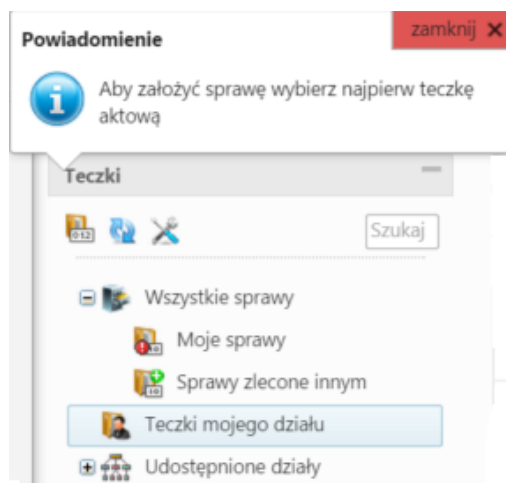 Powiadomienie
zamknij ×
Aby założyć sprawę wybierz najpierw teczkę
aktową
Teczki
Szukaj
Wszystkie sprawy
Moje sprawy
Sprawy zlecone innym
Teczki mojego działu
Udostępnione działy